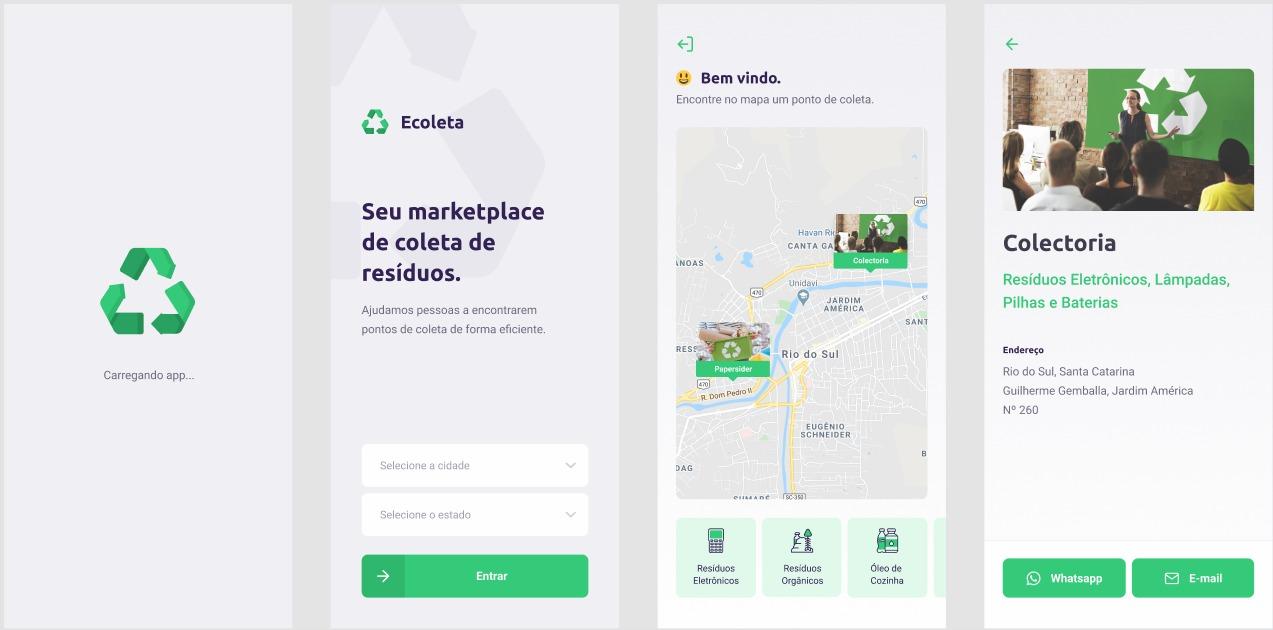 Carregando app...
Ecoleta
Seu marketplace
de coleta de
resíduos.
Ajudamos pessoas a encontrarem
pontos de coleta de forma eficiente.
Selecione a cidade
Selecione o estado
Entrar
Bem vindo.
Encontre no mapa um ponto de coleta.
470
Havan Rio
CANTA GA
Colectoria
ANOAS
Unidavi
470
JARDIM
AMÉRICA
SANT
RES
Rio do Sul
Papersider
470
R. Dom Pedro II
EUGÊNIO
SCHNEIDER
B
DAG
SUMARÉ
SC-350
Resíduos
Eletrônicos
Resíduos
Orgânicos
Óleo de
Cozinha
Colectoria
Resíduos Eletrônicos, Lâmpadas,
Pilhas e Baterias
Endereço
Rio do Sul, Santa Catarina
Guilherme Gemballa, Jardim América
Nº 260
Whatsapp
E-mail